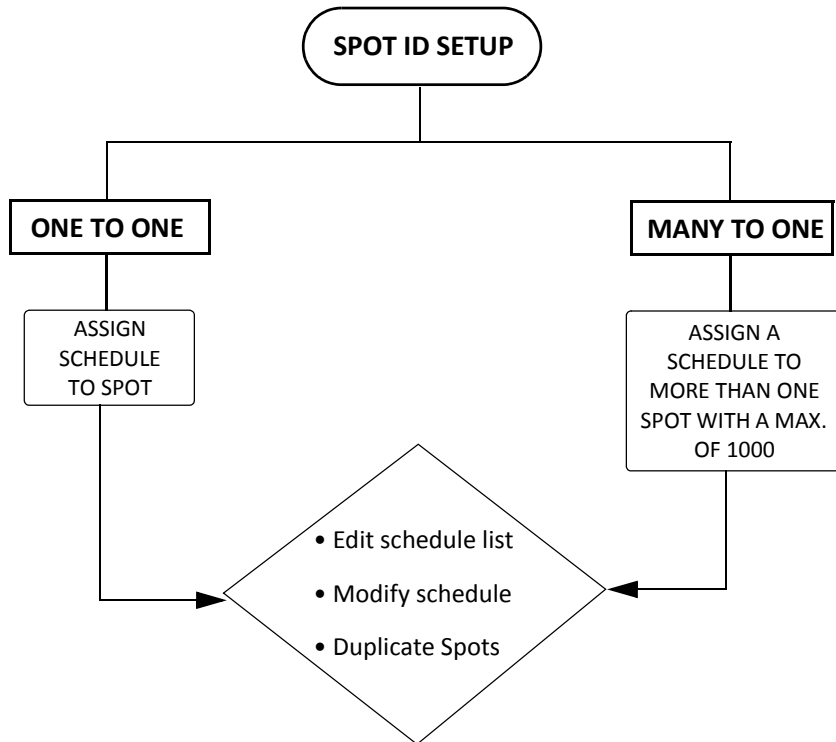 SPOT ID SETUP
ONE TO ONE
MANY TO ONE
ASSIGN
SCHEDULE
TO SPOT
ASSIGN A
SCHEDULE TO
MORE THAN ONE
SPOT WITH A MAX.
OF 1000
• Edit schedule list
• Modify schedule
• Duplicate Spots